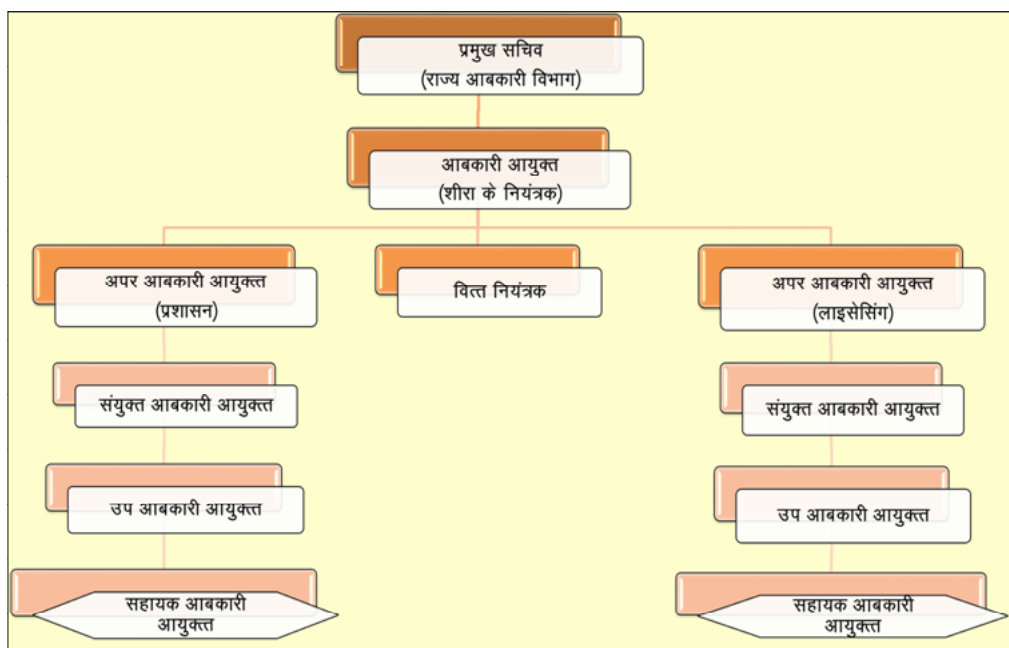 प्रमुख सचिव
(राज्य आबकारी विभाग)
आबकारी आयुक्त
(शीरा के नियंत्रक)
अपर आबकारी आयुक्त्त
(प्रशासन)
वित्त नियंत्रक
अपर आबकारी आयुक्त्त
(लाइसेसिंग)
संयुक्त आबकारी आयुक्त्त
संयुक्त आबकारी आयुक्त्त
उप आबकारी आयुक्त्त
उप आबकारी आयुक्त्त
सहायक आबकारी
आयुक्त्त
सहायक आबकारी
आयुक्त्त